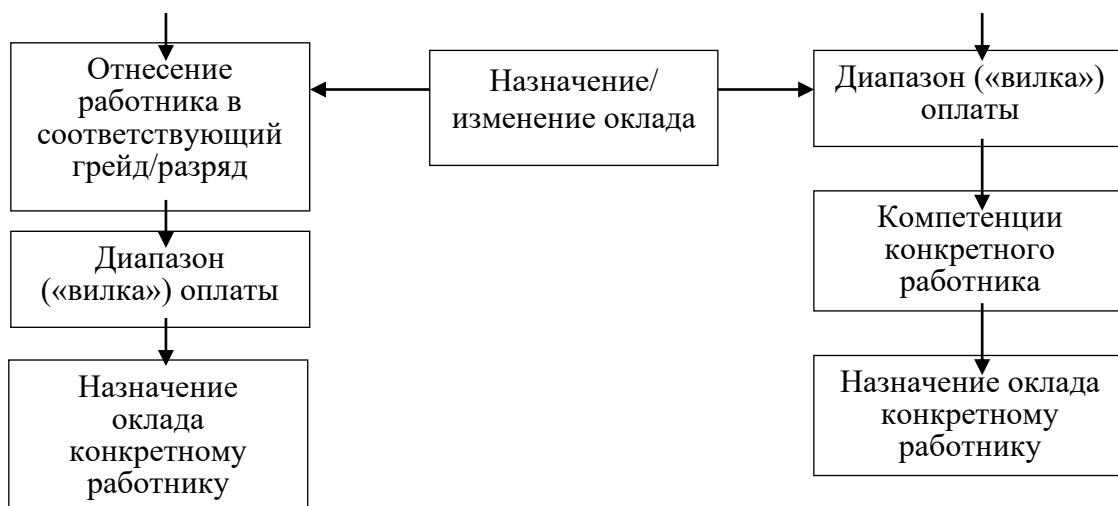 Отнесение
работника в
соответствующий
грейд/разряд
Диапазон
(«вилка») оплаты
Назначение
оклада
конкретному
работнику
Назначение/
изменение оклада
Диапазон («вилка»)
оплаты
Компетенции
конкретного
работника
Назначение оклада
конкретному
работнику